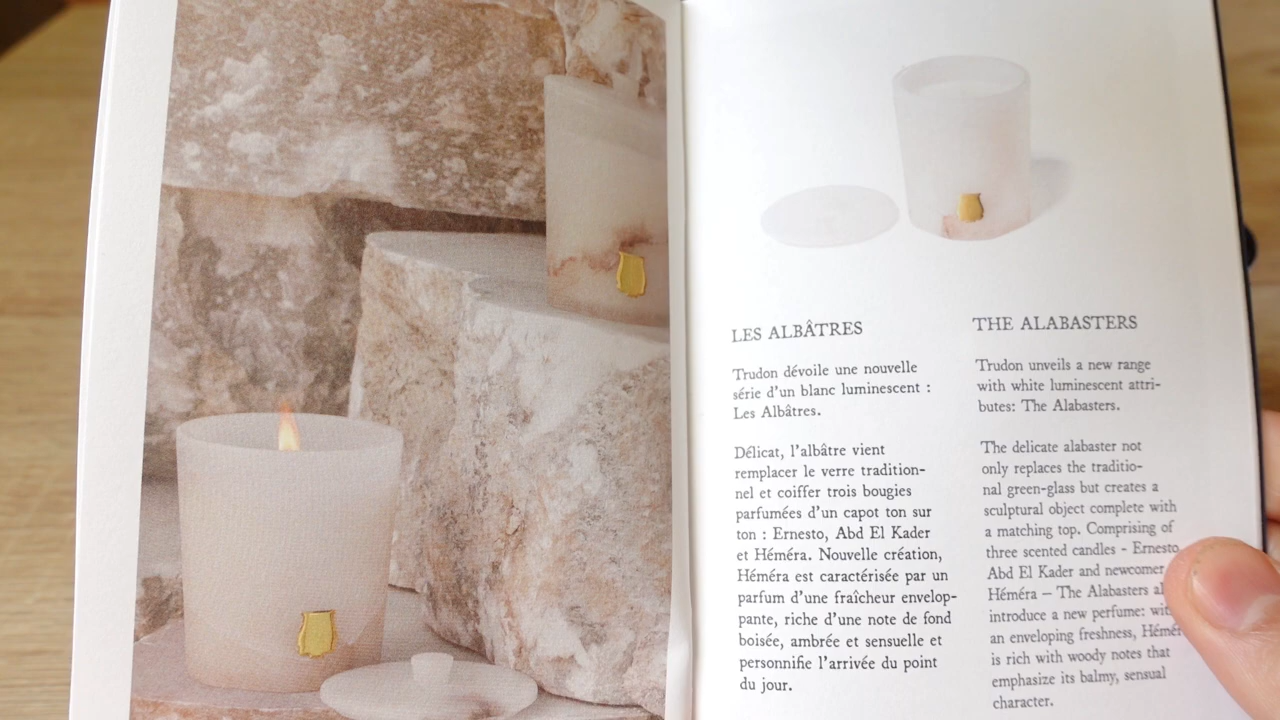 LES ALBÂTRES
Trudon dévoile une nouvelle
série d'un blanc luminescent :
Les Albâtres.
Délicat, l'albâtre vient
remplacer le verre tradition-
nel et coiffer trois bougies
parfumées d'un capot ton sur
ton : Ernesto, Abd El Kader
et Héméra. Nouvelle création,
Héméra est caractérisée par un
parfum d'une fraîcheur envelop-
pante, riche d'une note de fond
boisée, ambrée et sensuelle et
personnifie l'arrivée du point
du jour.
THE ALABASTERS
Trudon unveils a new range
with white luminescent attri-
butes: The Alabasters.
The delicate alabaster not
only replaces the traditio-
nal green-glass but creates a
sculptural object complete with
a matching top. Comprising of
three scented candles - Ernesto
Abd El Kader and newcomer
Héméra – The Alabasters
introduce a new perfume:
an enveloping freshness,
is rich with woody notes that
emphasize its balmy, sensual
character.